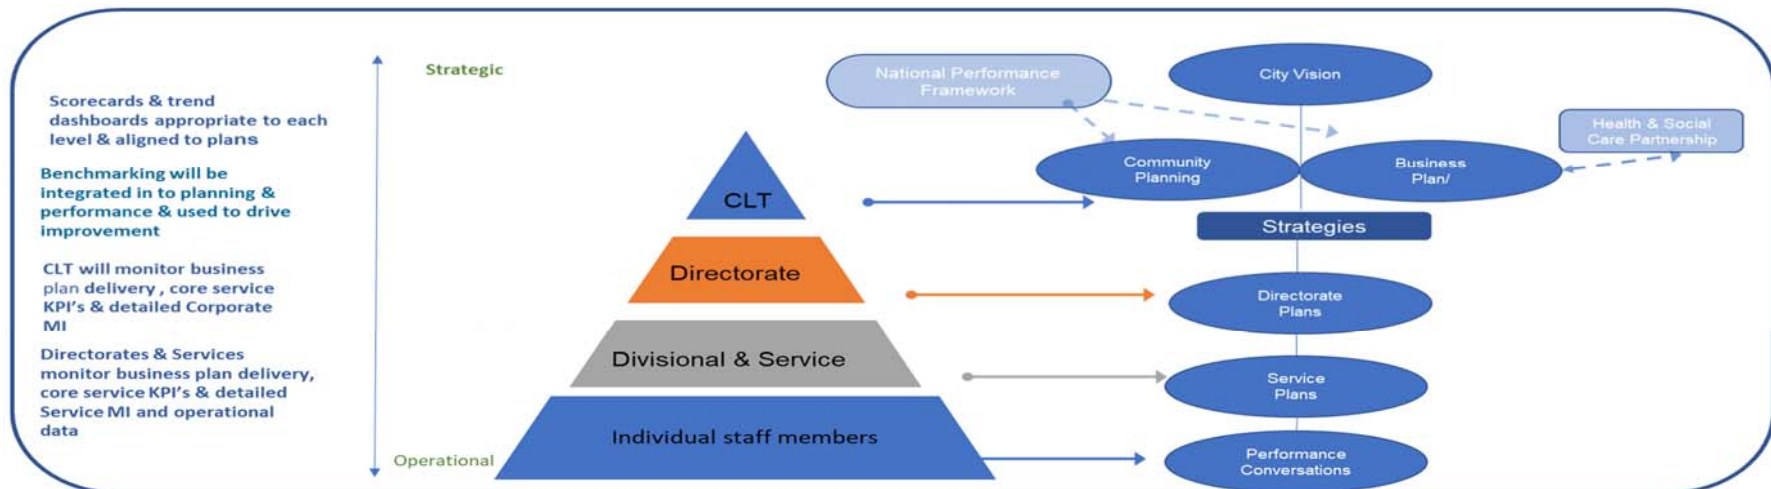 Scorecards & trend
dashboards appropriate to each
level & aligned to plans
Benchmarking will be
integrated in to planning &
performance & used to drive
improvement
CLT will monitor business
plan delivery , core service
KPI's & detailed Corporate
MI
Directorates & Services
monitor business plan delivery,
core service KPI's & detailed
Service MI and operational
data
Strategic
Operational
CLT
Directorate
Divisional & Service
Individual staff members
National Performance
Framework
City Vision
Health & Social
Care Partnership
Community
Planning
Business
Plan/
Strategies
Directorate
Plans
Service
Plans
Performance
Conversations